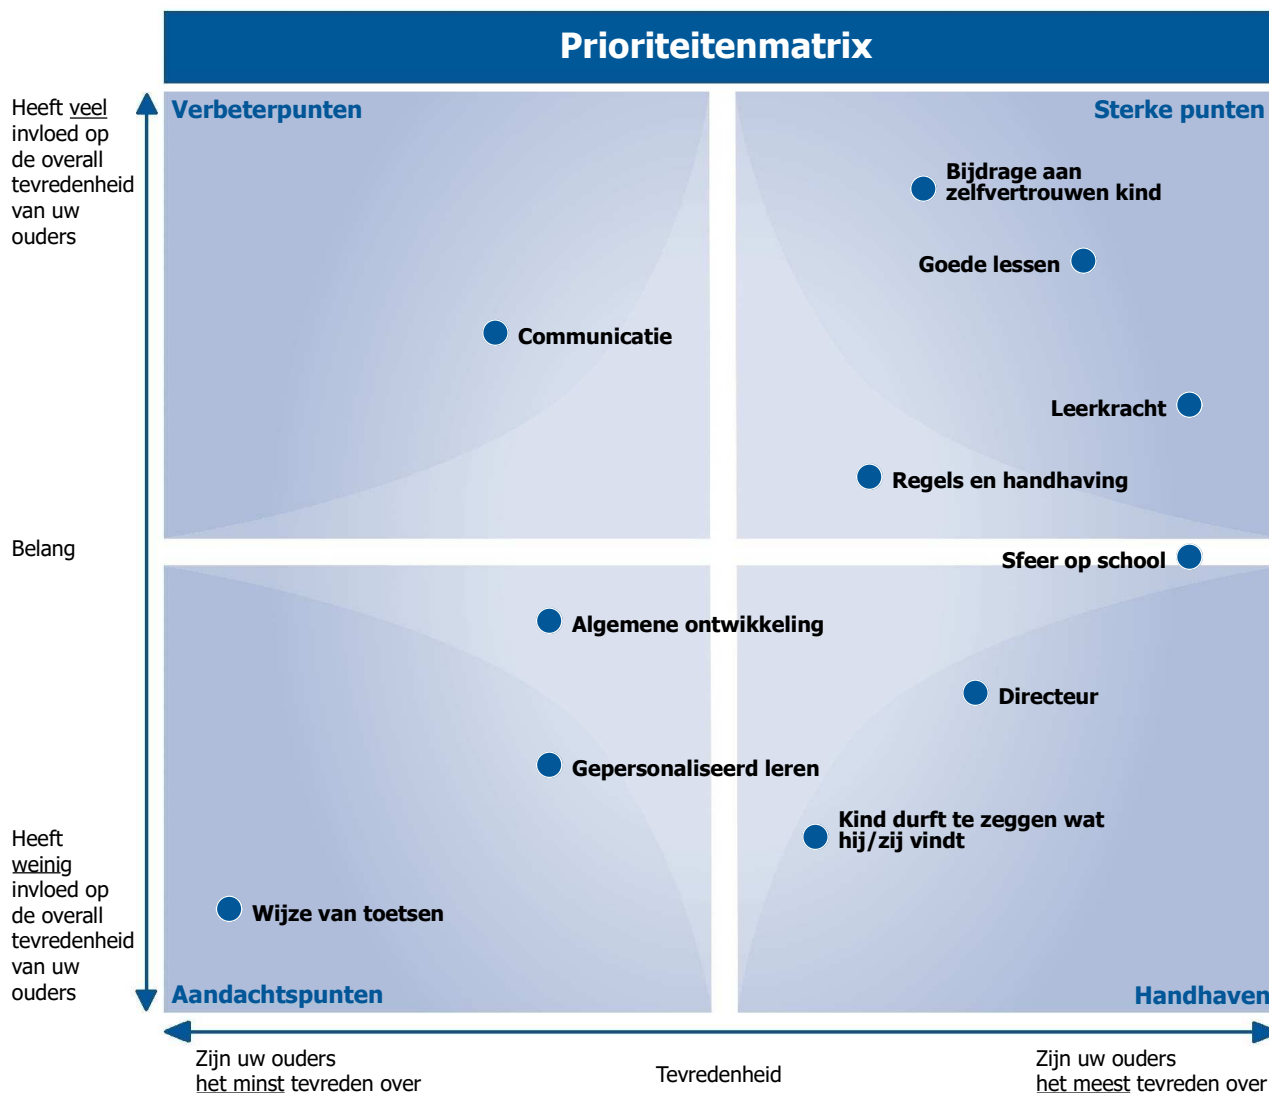 Prioriteitenmatrix
Heeft veel
invloed op
de overall
tevredenheid
van uw
ouders
Verbeterpunten
Sterke punten
Bijdrage aan
zelfvertrouwen kind
Goede lessen
Communicatie
Leerkracht
Regels en handhaving
Belang
Sfeer op school
Algemene ontwikkeling
Directeur
Gepersonaliseerd leren
Kind durft te zeggen wat
hij/zij vindt
Heeft
weinig
invloed op
de overall
tevredenheid
van uw
ouders
Wijze van toetsen
Aandachtspunten
Handhaven
Zijn uw ouders
het minst tevreden over
Tevredenheid
Zijn uw ouders
het meest tevreden over